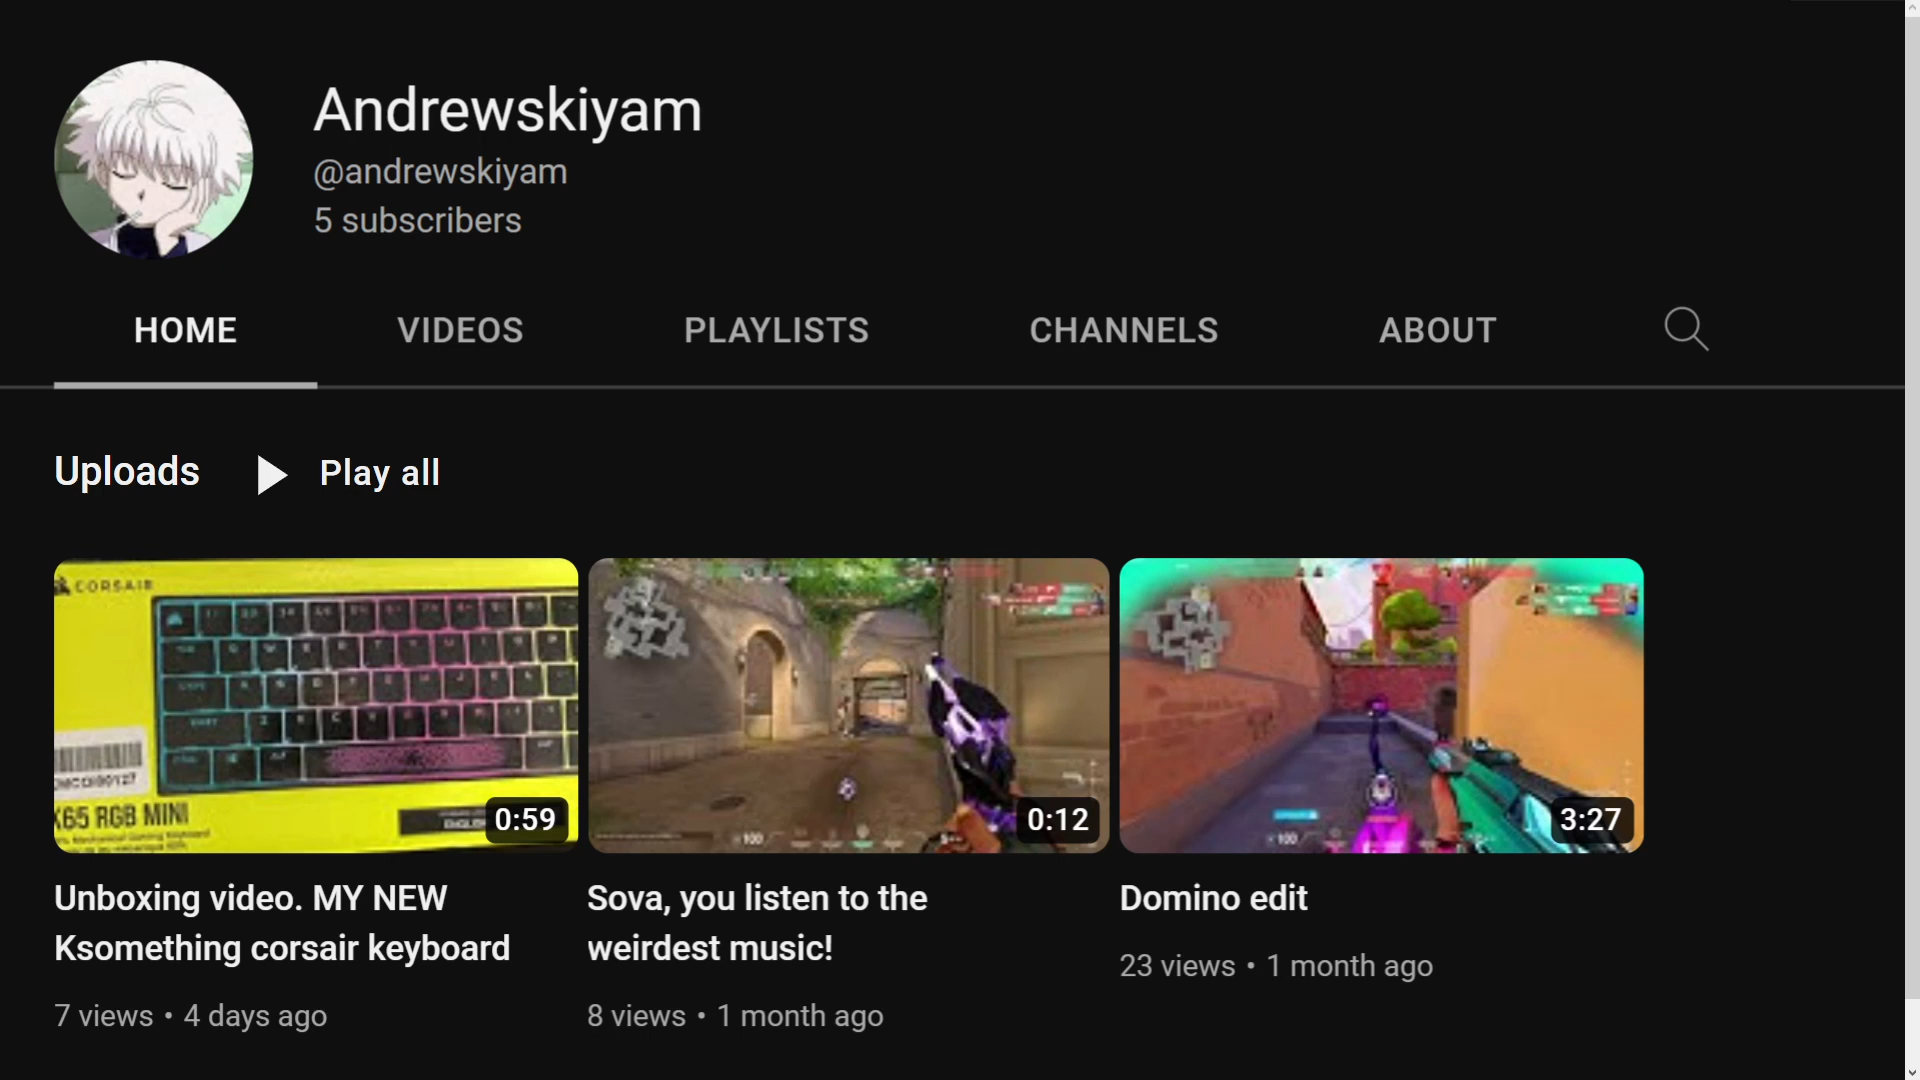 Andrewskiyam
@andrewskiyam
5 subscribers
HOME VIDEOS PLAYLISTS CHANNELS ABOUT
Uploads Play all
CORSAIR
K65 RGB MINI
0:59
100
0:12
100
3:27
Unboxing video. MY NEW
Ksomething corsair keyboard
7 views • 4 days ago
Sova, you listen to the
weirdest music!
8 views • 1 month ago
Domino edit
23 views • 1 month ago